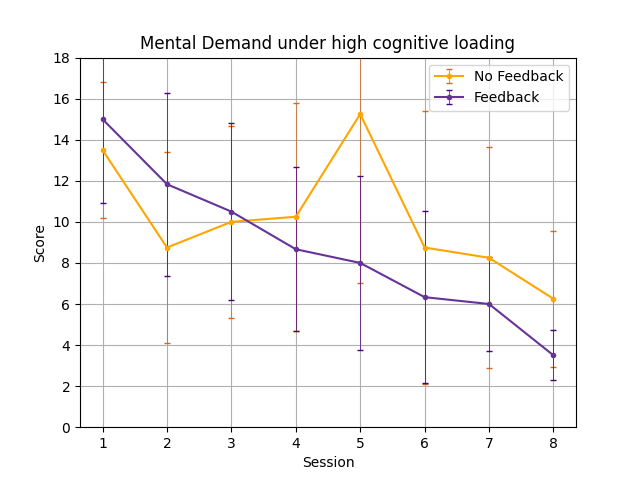 Mental Demand under high cognitive loading
No Feedback
Feedback
Score
18
16
14
12
10
8
6
4
2
0
1 2 3 4 5 6 7 8
Session